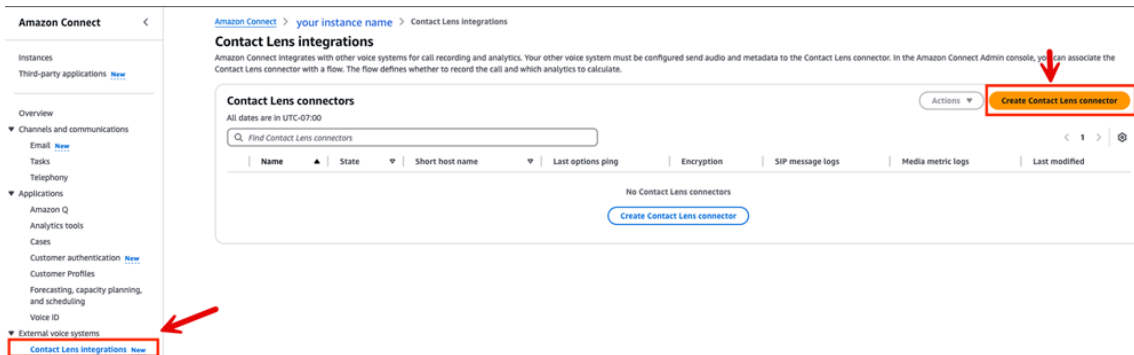 Amazon Connect
Instances
Third-party applications New
Overview
Channels and communications
Email New
Tasks
Telephony
Applications
Amazon Q
Analytics tools
Cases
Customer authentication New
Customer Profiles
Forecasting, capacity planning,
and scheduling
Voice ID
External voice systems
Contact Lens integrations New
Amazon Connect > your instance name > Contact Lens integrations
Contact Lens integrations
Amazon Connect integrates with other voice systems for call recording and analytics. Your other voice system must be configured send audio and metadata to the Contact Lens connector. In the Amazon Connect Admin console, you can associate the
Contact Lens connector with a flow. The flow defines whether to record the call and which analytics to calculate.
Contact Lens connectors
Actions
Create Contact Lens connector
All dates are in UTC-07:00
Find Contact Lens connectors
< 1 >
Name State Short host name Last options ping Encryption SIP message logs Media metric logs Last modified
No Contact Lens connectors
Create Contact Lens connector